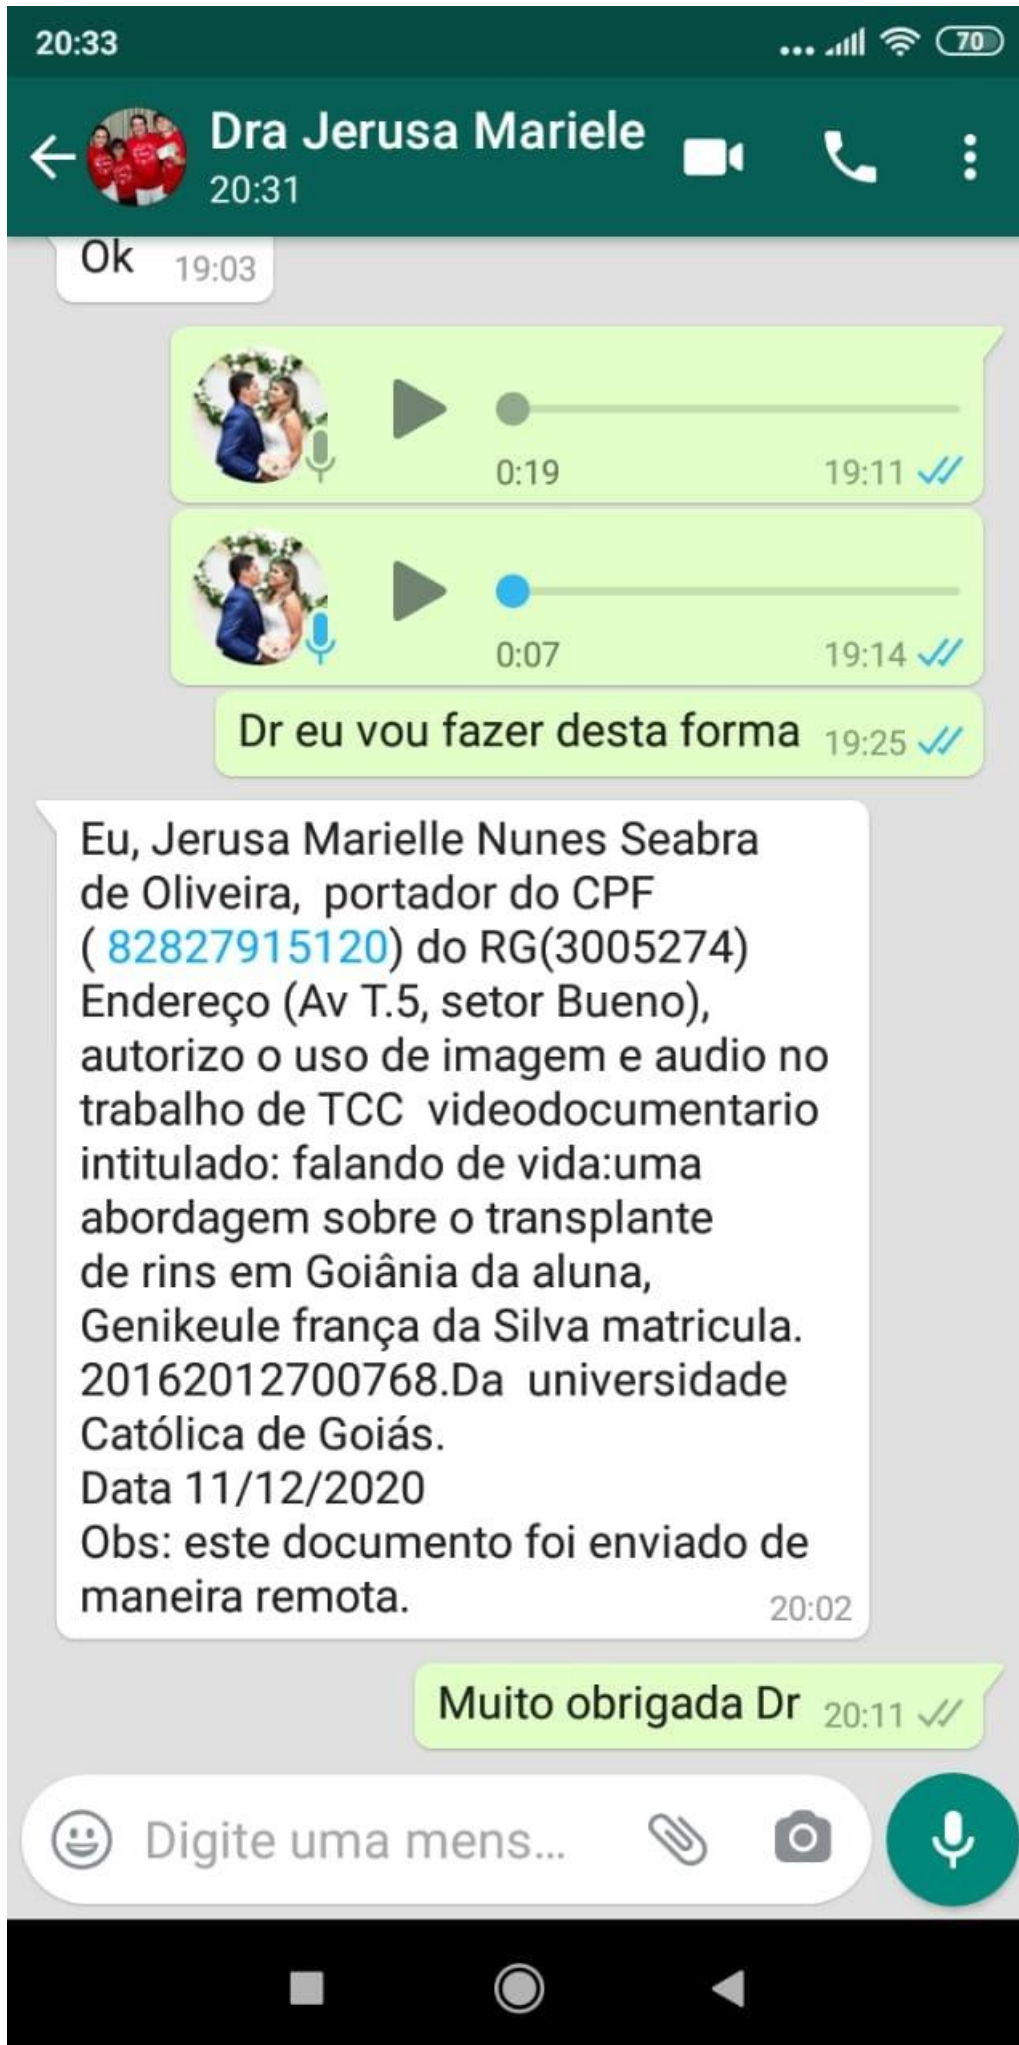 20:33
70
Dra Jerusa Mariele
20:31
Ok 19:03
0:19 19:11
0:07 19:14
Dr eu vou fazer desta forma 19:25
Eu, Jerusa Marielle Nunes Seabra
de Oliveira, portador do CPF
( 82827915120) do RG(3005274)
Endereço (Av T.5, setor Bueno),
autorizo o uso de imagem e audio no
trabalho de TCC videodocumentario
intitulado: falando de vida:uma
abordagem sobre o transplante
de rins em Goiânia da aluna,
Genikeule frança da Silva matricula.
20162012700768.Da universidade
Católica de Goiás.
Data 11/12/2020
Obs: este documento foi enviado de
maneira remota. 20:02
Muito obrigada Dr 20:11
Digite uma mens...